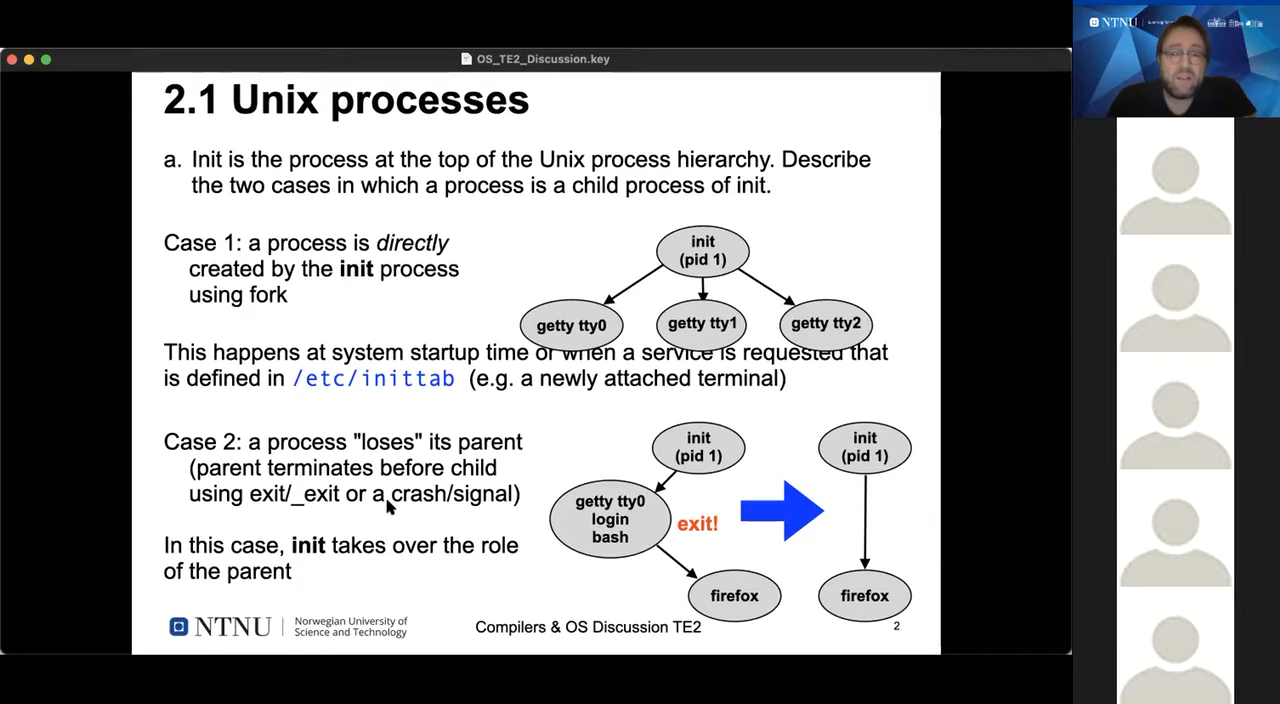 OS_TE2_Discussion.key
NTNU
2.1 Unix processes
a. Init is the process at the top of the Unix process hierarchy. Describe
the two cases in which a process is a child process of init.
Case 1: a process is directly
created by the init process
using fork
init
(pid 1)
getty tty0
getty tty1
getty tty2
This happens at system startup time or when a service is requested that
is defined in /etc/inittab (e.g. a newly attached terminal)
Case 2: a process "loses" its parent
(parent terminates before child
using exit/_exit or a crash/signal)
In this case, init takes over the role
of the parent
init
(pid 1)
getty tty0
login
bash
exit!
firefox
init
(pid 1)
firefox
NTNU
Norwegian University of
Science and Technology
Compilers & OS Discussion TE2
2